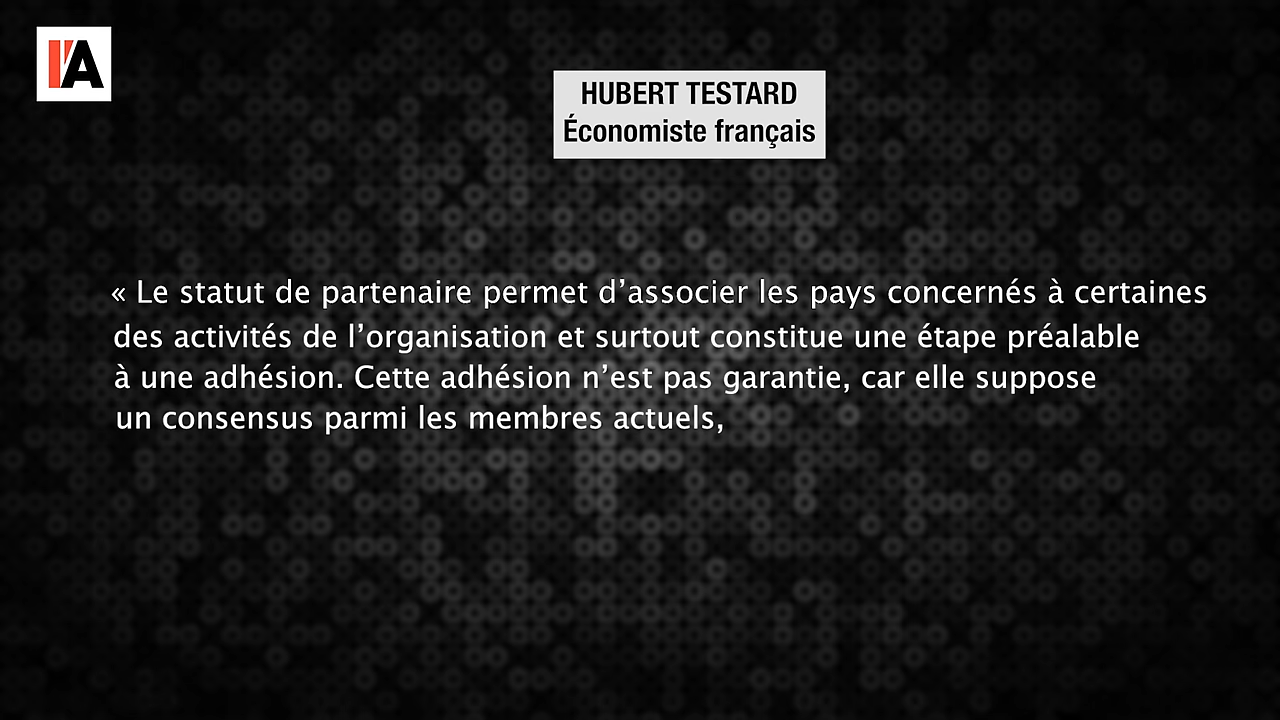 I'A
HUBERT TESTARD
Économiste français
« Le statut de partenaire permet d’associer les pays concernés à certaines
des activités de l’organisation et surtout constitue une étape préalable
à une adhésion. Cette adhésion n’est pas garantie, car elle suppose
un consensus parmi les membres actuels,